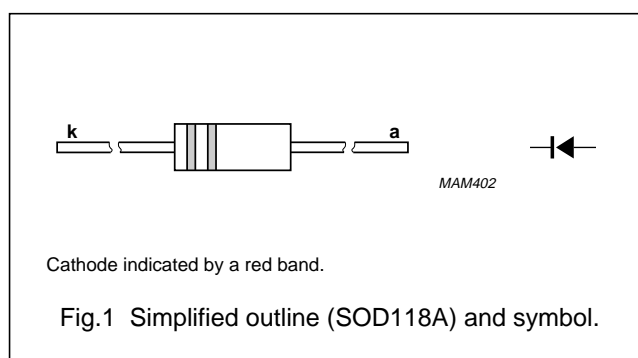 k a
MAM402
Cathode indicated by a red band.
Fig.1 Simplified outline (SOD118A) and symbol.